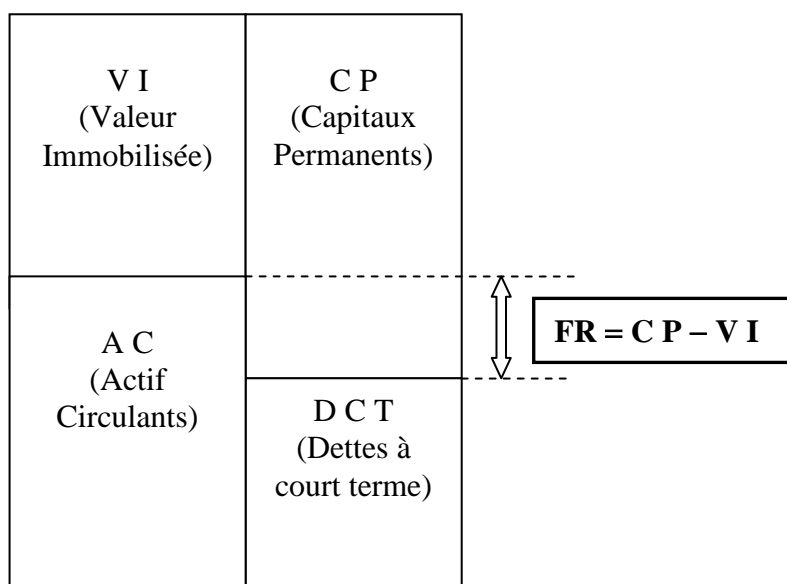 V I
(Valeur
Immobilisée)
C P
(Capitaux
Permanents)
FR = C P – V I
A C
(Actif
Circulants)
D C T
(Dettes à
court terme)